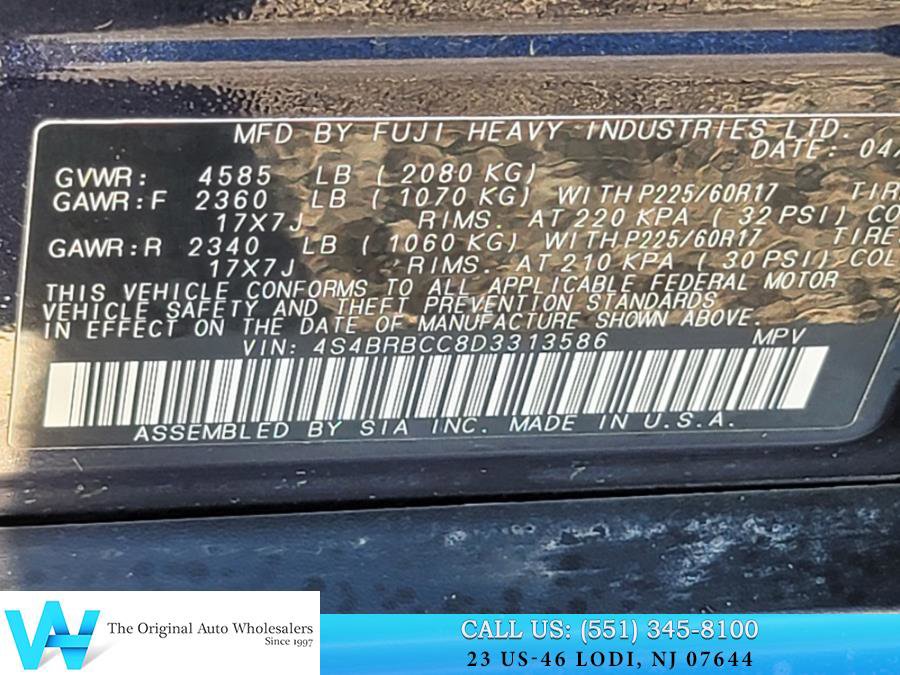 MFD BY FUJI HEAVY INDUSTRIES LTD.
DATE: 04/
GVWR: 4585 LB (2080 KG)
GAWR:F 2360 LB (1070 KG) WITH P225/60R17 TIRE
17X7J RIMS. AT 220 KPA (32 PSI) CO
GAWR:R 2340 LB (1060 KG) WITH P225/60R17 TIRE
17X7J RIMS. AT 210 KPA (30 PSI) COL
THIS VEHICLE CONFORMS TO ALL APPLICABLE FEDERAL MOTOR
VEHICLE SAFETY AND THEFT PREVENTION STANDARDS
IN EFFECT ON THE DATE OF MANUFACTURE SHOWN ABOVE.
VIN: 4S4BRBCC8D3313586 MPV
ASSEMBLED BY SIA INC. MADE IN U.S.A.
The Original Auto Wholesalers
Since 1997
CALL US: (551) 345-8100
23 US-46 LODI, NJ 07644